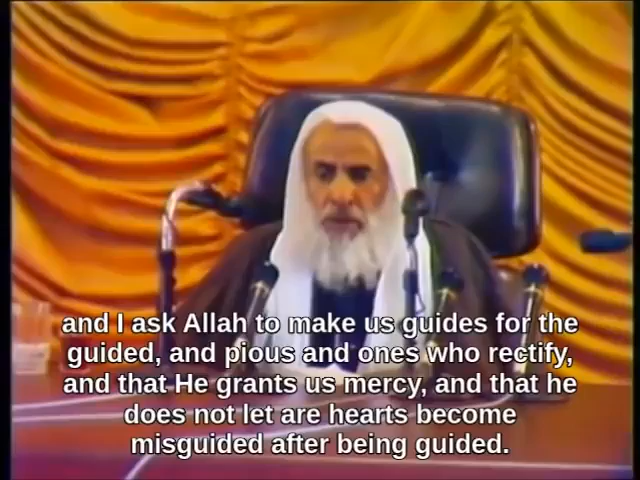 and I ask Allah to make us guides for the
guided, and pious and ones who rectify,
and that He grants us mercy, and that he
does not let are hearts become
misguided after being guided.